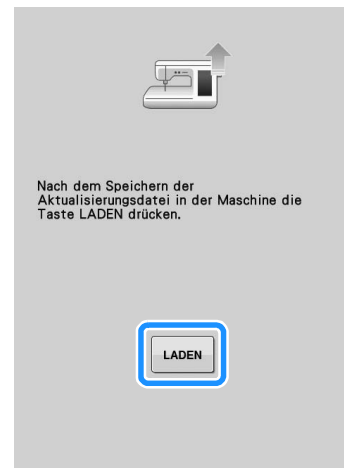 Nach dem Speichern der
Aktualisierungsdatei in der Maschine die
Taste LADEN drücken.
LADEN